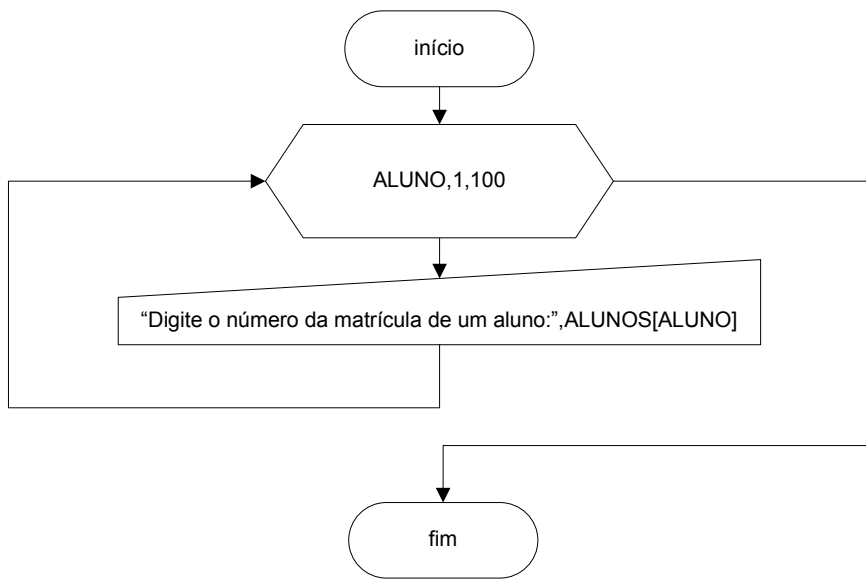 início
ALUNO,1,100
“Digite o número da matrícula de um aluno:”,ALUNOS[ALUNO]
fim